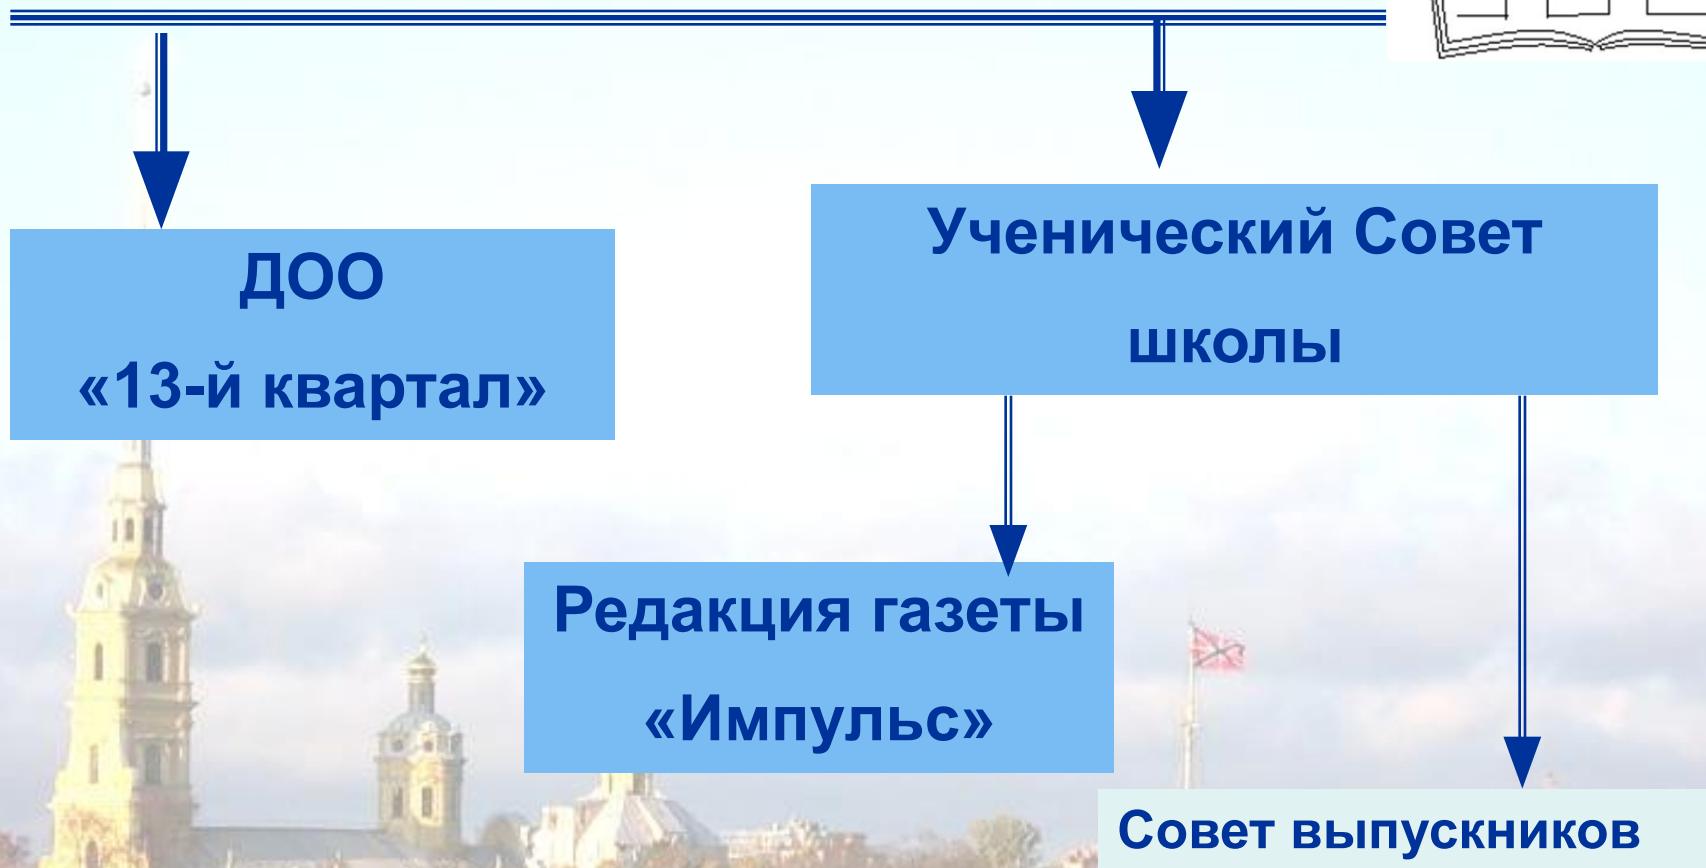 ДОО
«13-й квартал»
Ученический Совет
школы
Редакция газеты
«Импульс»
Совет выпускников